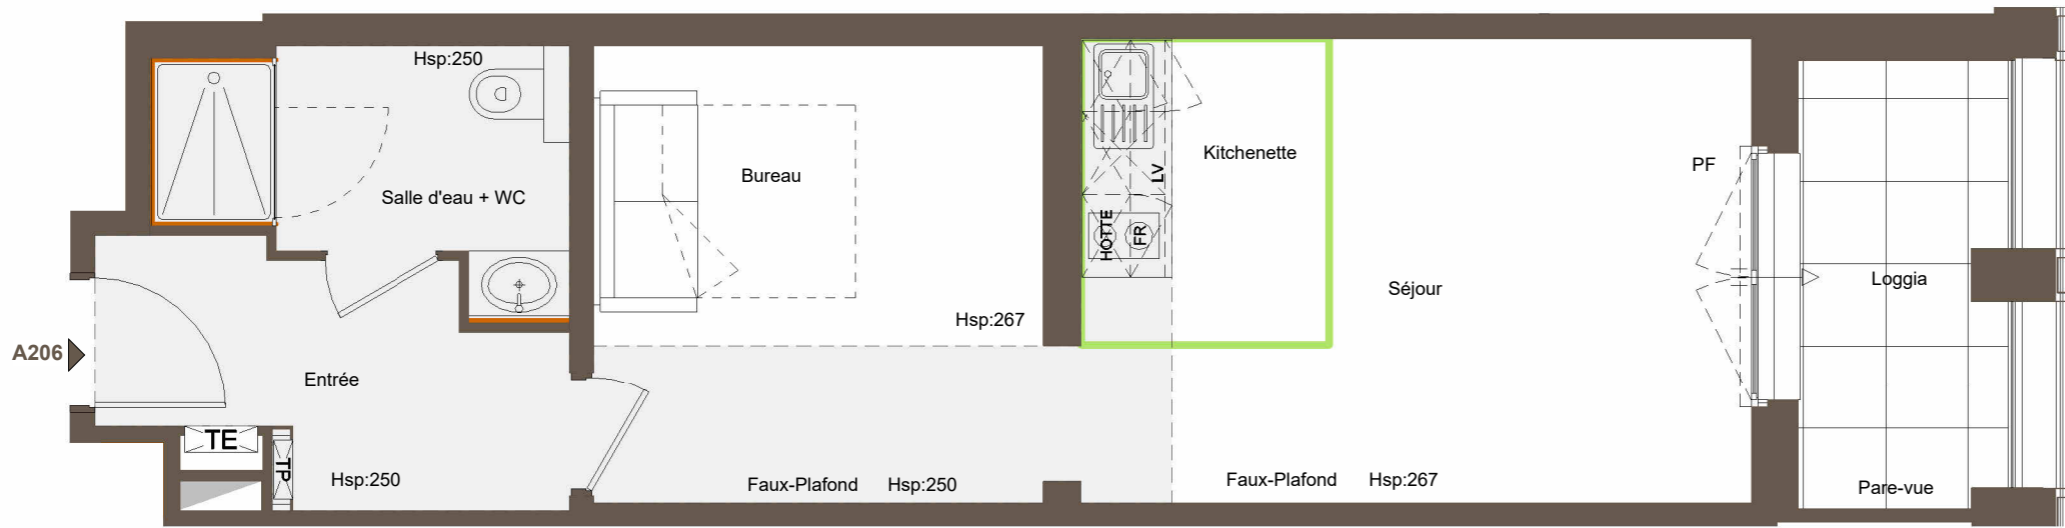 Hsp:250
Salle d'eau + WC
Bureau
Hsp:267
Kitchenette
LV
HOTTE
FR
PF
Séjour
Loggia
A206
Entrée
TE
TP
Hsp:250
Faux-Plafond Hsp:250
Faux-Plafond Hsp:267
Pare-vue